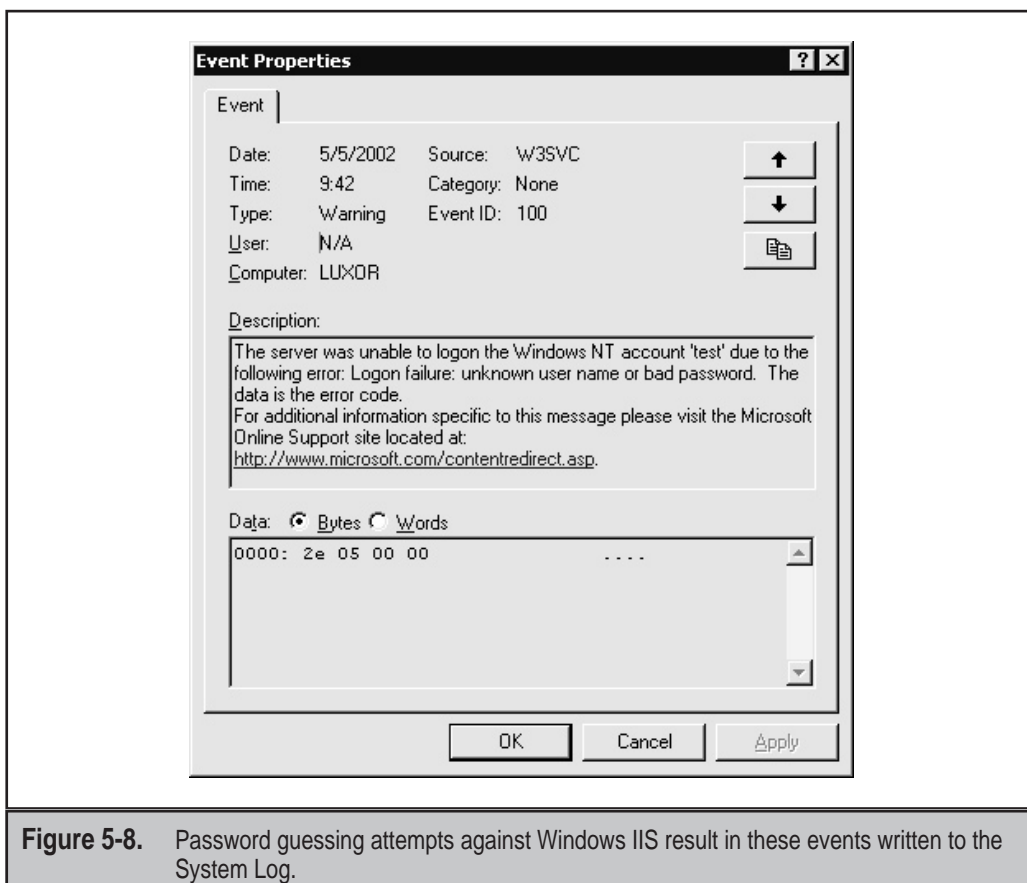 Event Properties
Event
Date: 5/5/2002 Source: W3SVC
Time: 9:42 Category: None
Type: Warning Event ID: 100
User: N/A
Computer: LUXOR
Description:
The server was unable to logon the Windows NT account 'test' due to the
following error: Logon failure: unknown user name or bad password. The
data is the error code.
For additional information specific to this message please visit the Microsoft
Online Support site located at:
http://www.microsoft.com/contentredirect.asp.
Data: Bytes Words
0000: 2e 05 00 00 ....
OK Cancel Apply
Figure 5-8. Password guessing attempts against Windows IIS result in these events written to the
System Log.